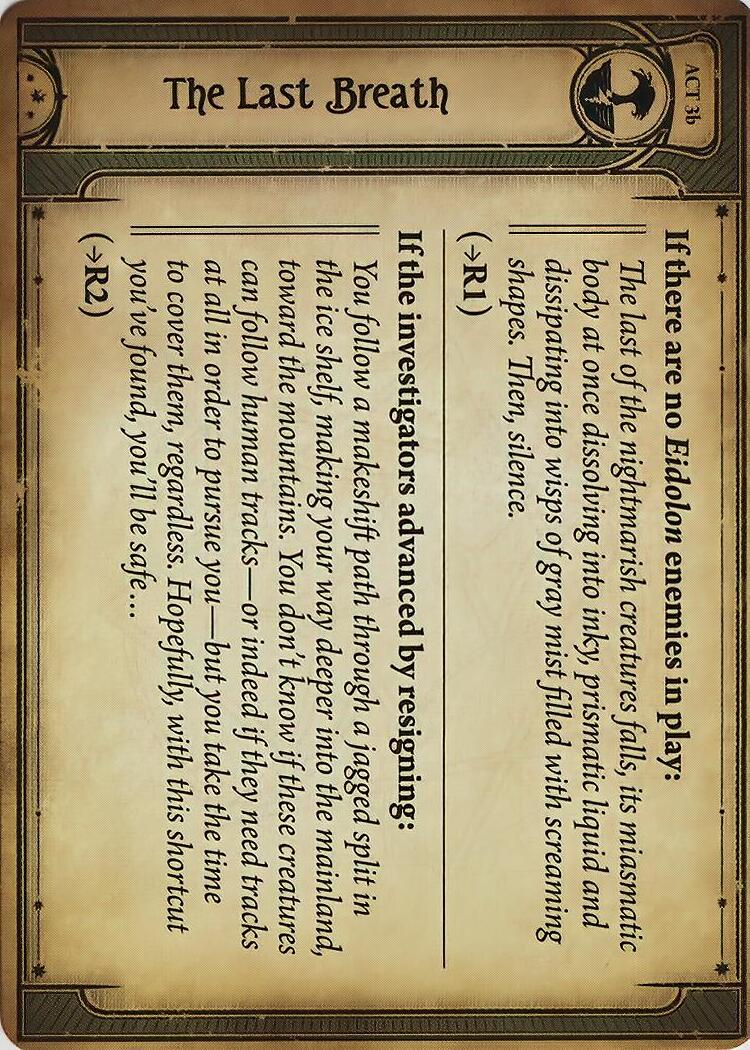 ACT 3b
The Last Breath
If there are no Eidolon enemies in play:
The last of the nightmarish creatures falls, its miasmatic
body at once dissolving into inky, prismatic liquid and
dissipating into wisps of gray mist filled with screaming
shapes. Then, silence.
(→R1)
If the investigators advanced by resigning:
You follow a makeshift path through a jagged split in
the ice shelf, making your way deeper into the mainland,
toward the mountains. You don't know if these creatures
can follow human tracks—or indeed if they need tracks
at all in order to pursue you—but you take the time
to cover them, regardless. Hopefully, with this shortcut
you've found, you'll be safe…
(→R2)